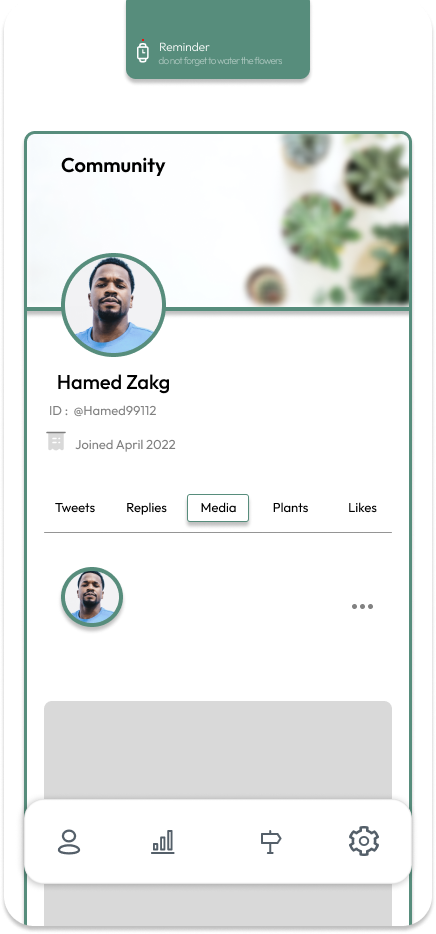 Reminder
do not forget to water the flowers
Community
Hamed Zakg
ID : @Hamed99112
Joined April 2022
Tweets Replies Media Plants Likes